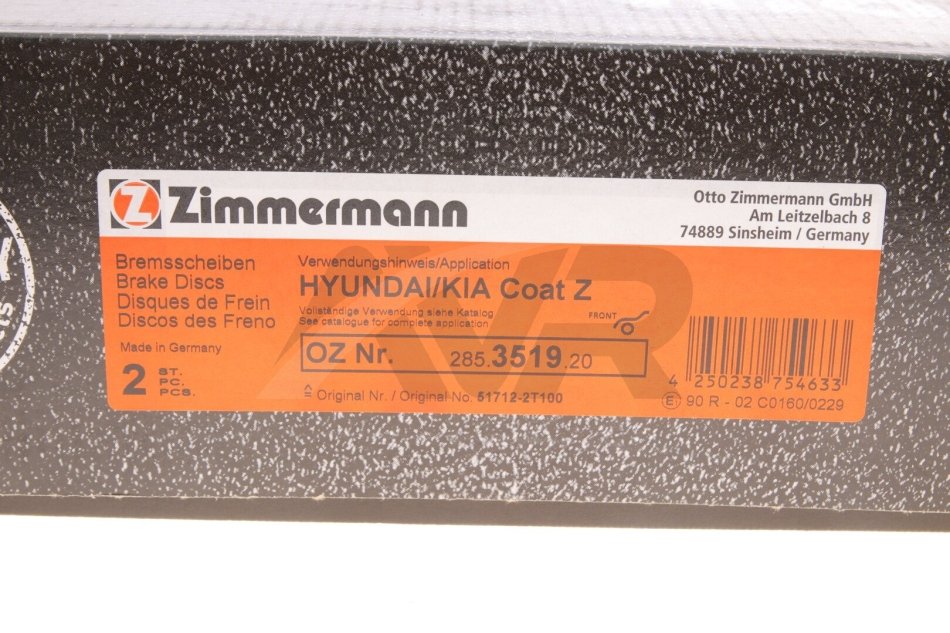 Z Zimmermann
Otto Zimmermann GmbH
Am Leitzelbach 8
74889 Sinsheim / Germany
Bremsscheiben
Brake Discs
Disques de Frein
Discos des Freno
Made in Germany
2 ST.
PC.
PCS.
Verwendungshinweis/Application
HYUNDAI/KIA Coat Z
Vollständige Verwendung siehe Katalog
See catalogue for complete application
FRONT
OZ Nr. 285.3519.20
≙ Original Nr. / Original No. 51712-2T100
4 250238 754633
E1 90 R - 02 C0160/0229
AVR